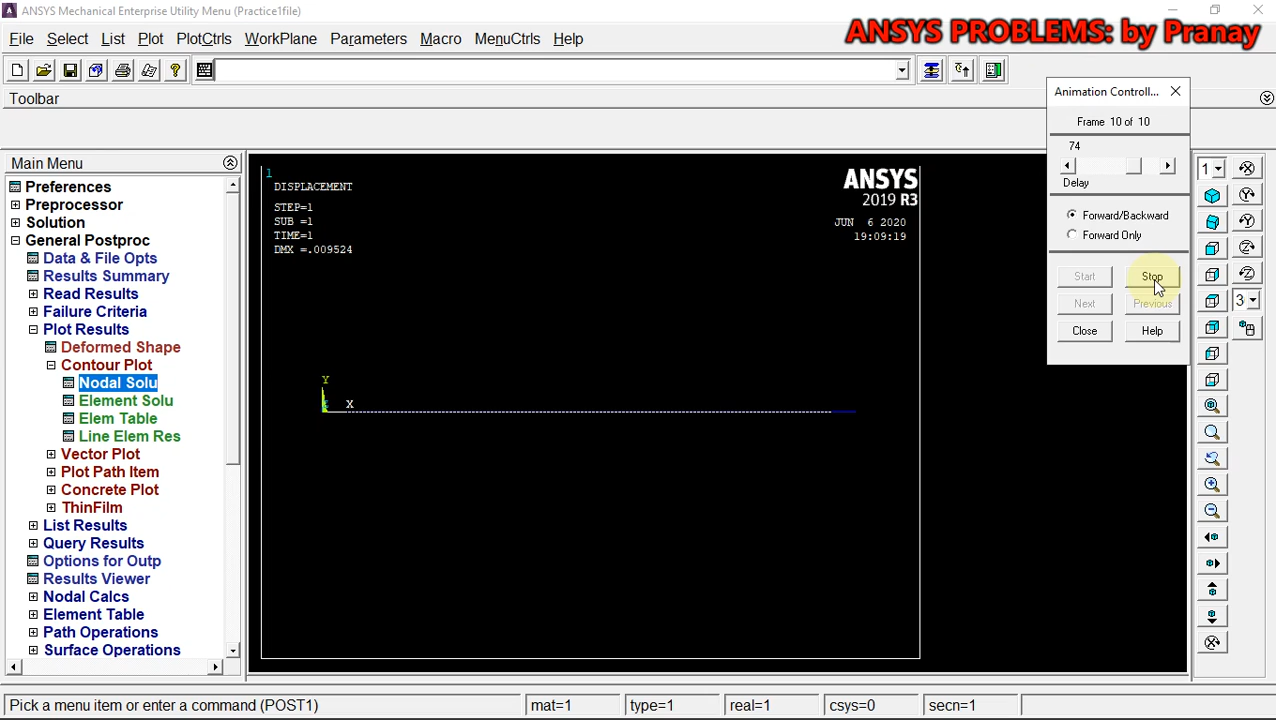 ANSYS Mechanical Enterprise Utility Menu (Practice1file)
File Select List Plot PlotCtrls WorkPlane Parameters Macro MenuCtrls Help
ANSYS PROBLEMS: by Pranay
Toolbar
Main Menu
Preferences
Preprocessor
Solution
General Postproc
Data & File Opts
Results Summary
Read Results
Failure Criteria
Plot Results
Deformed Shape
Contour Plot
Nodal Solu
Element Solu
Elem Table
Line Elem Res
Vector Plot
Plot Path Item
Concrete Plot
ThinFilm
List Results
Query Results
Options for Outp
Results Viewer
Nodal Calcs
Element Table
Path Operations
Surface Operations
1
DISPLACEMENT
STEP=1
SUB =1
TIME=1
DMX =.009524
ANSYS
2019 R3
JUN 6 2020
19:09:19
Y
X
Animation Controll...
Frame 10 of 10
74
Delay
Forward/Backward
Forward Only
Start Stop
Next Previous
Close Help
1
3
Pick a menu item or enter a command (POST1) mat=1 type=1 real=1 csys=0 secn=1